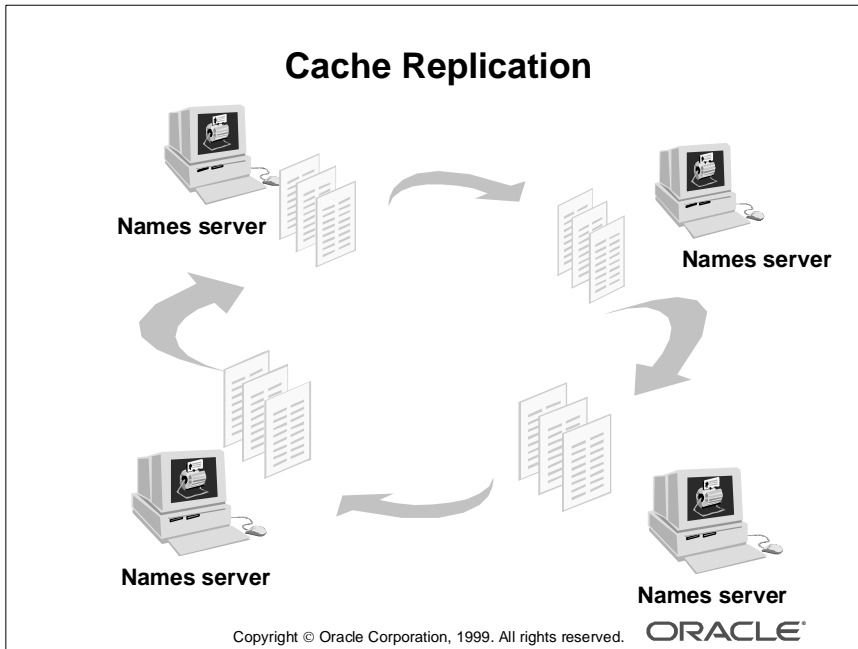 Cache Replication
Names server
Names server
Names server
Names server
Copyright © Oracle Corporation, 1999. All rights reserved.
ORACLE®